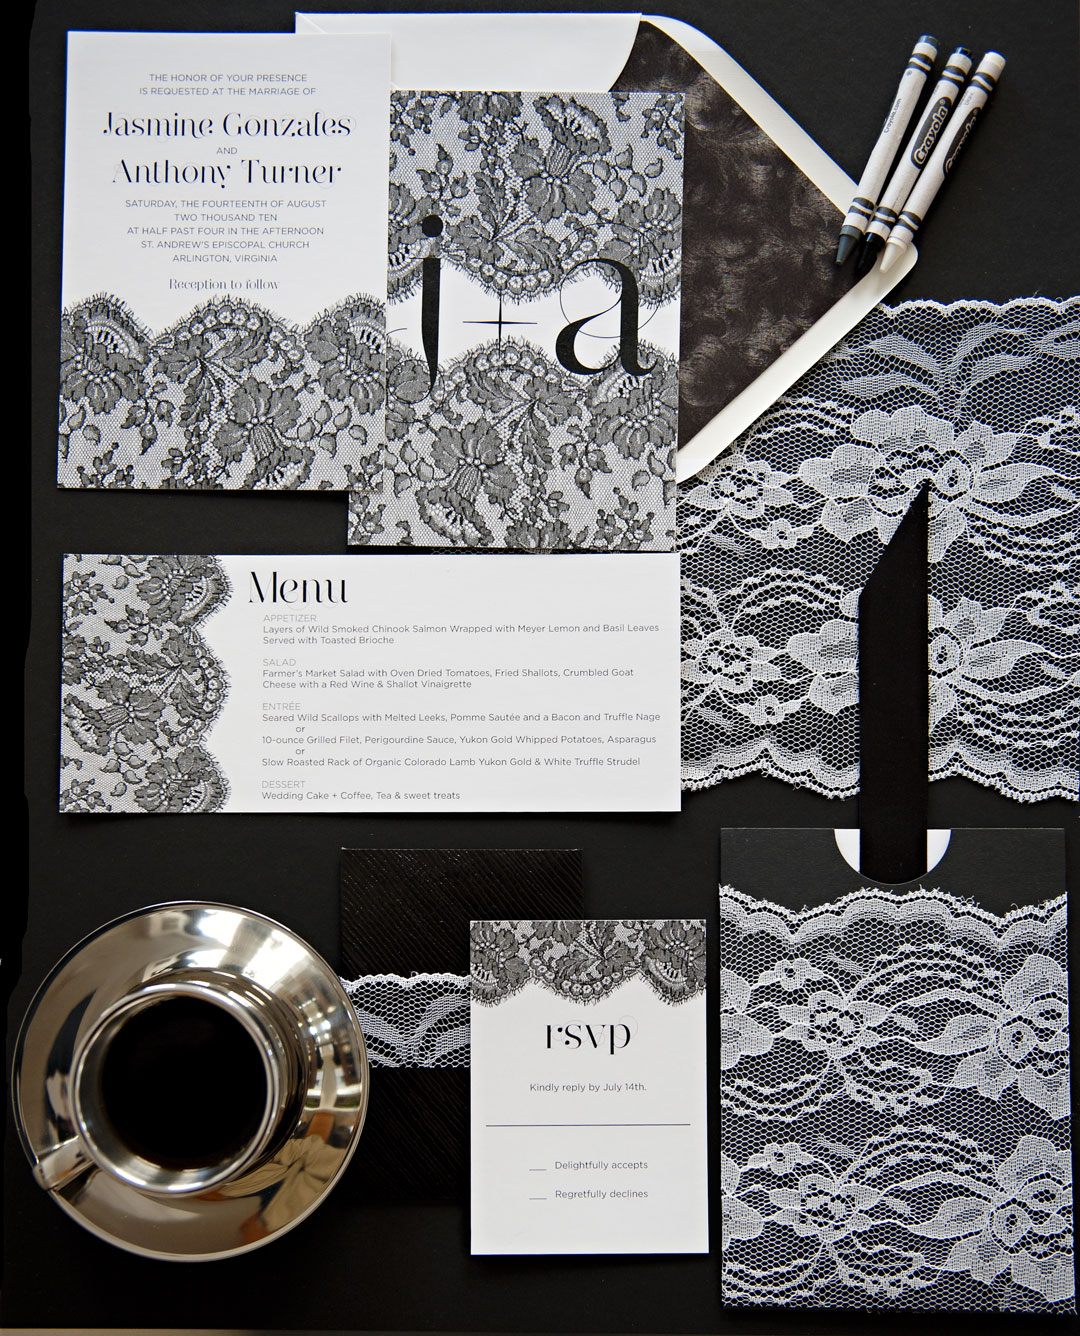 THE HONOR OF YOUR PRESENCE
IS REQUESTED AT THE MARRIAGE OF
Jasmine Gonzales
AND
Anthony Turner
SATURDAY, THE FOURTEENTH OF AUGUST
TWO THOUSAND TEN
AT HALF PAST FOUR IN THE AFTERNOON
ST. ANDREW'S EPISCOPAL CHURCH
ARLINGTON, VIRGINIA
Reception to follow
j+a
Crayola.com
Crayola
Crayola
Menu
APPETIZER
Layers of Wild Smoked Chinook Salmon Wrapped with Meyer Lemon and Basil Leaves
Served with Toasted Brioche
SALAD
Farmer's Market Salad with Oven Dried Tomatoes, Fried Shallots, Crumbled Goat
Cheese with a Red Wine & Shallot Vinaigrette
ENTRÉE
Seared Wild Scallops with Melted Leeks, Pomme Sautée and a Bacon and Truffle Nage
or
10-ounce Grilled Filet, Perigourdine Sauce, Yukon Gold Whipped Potatoes, Asparagus
or
Slow Roasted Rack of Organic Colorado Lamb Yukon Gold & White Truffle Strudel
DESSERT
Wedding Cake + Coffee, Tea & sweet treats
1
rsvp
Kindly reply by July 14th.
Delightfully accepts
Regretfully declines